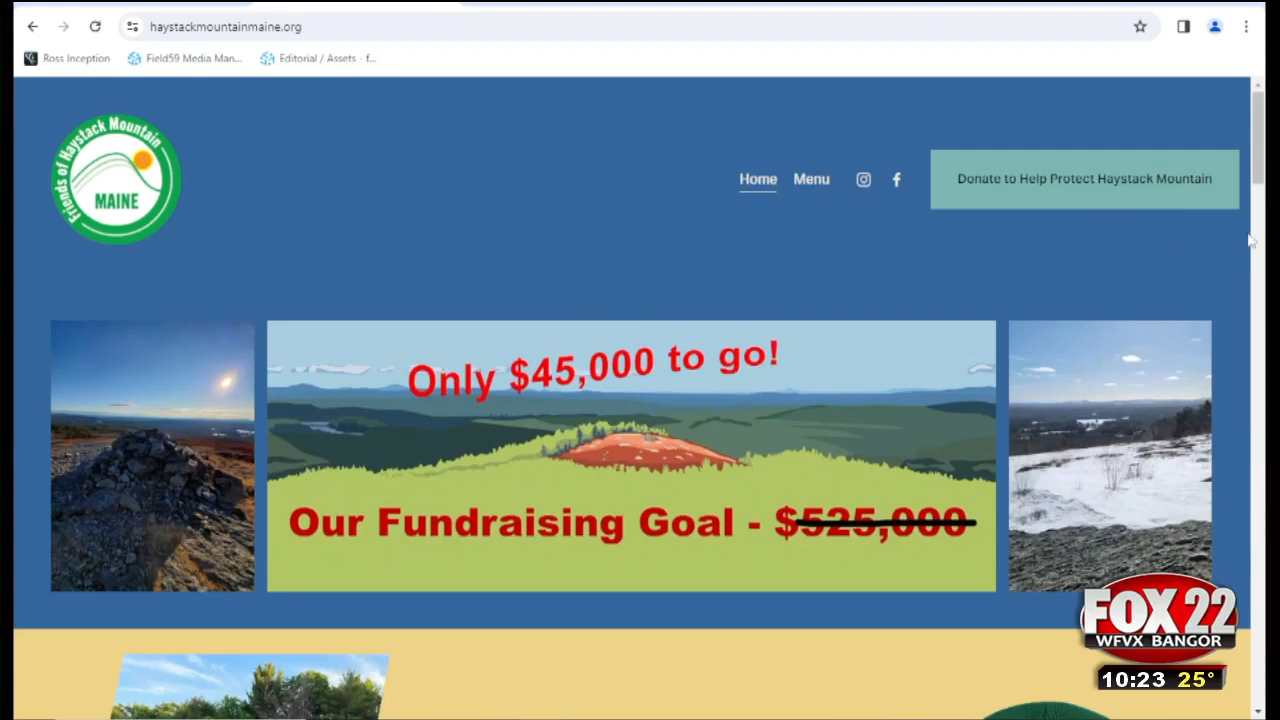 haystackmountainmaine.org
Ross Inception
Field59 Media Man...
Editorial / Assets - f...
Friends of Haystack Mountain
MAINE
Home
Menu
Donate to Help Protect Haystack Mountain
Only $45,000 to go!
Our Fundraising Goal - $525,000
FOX 22
WFVX BANGOR
10:23 25°